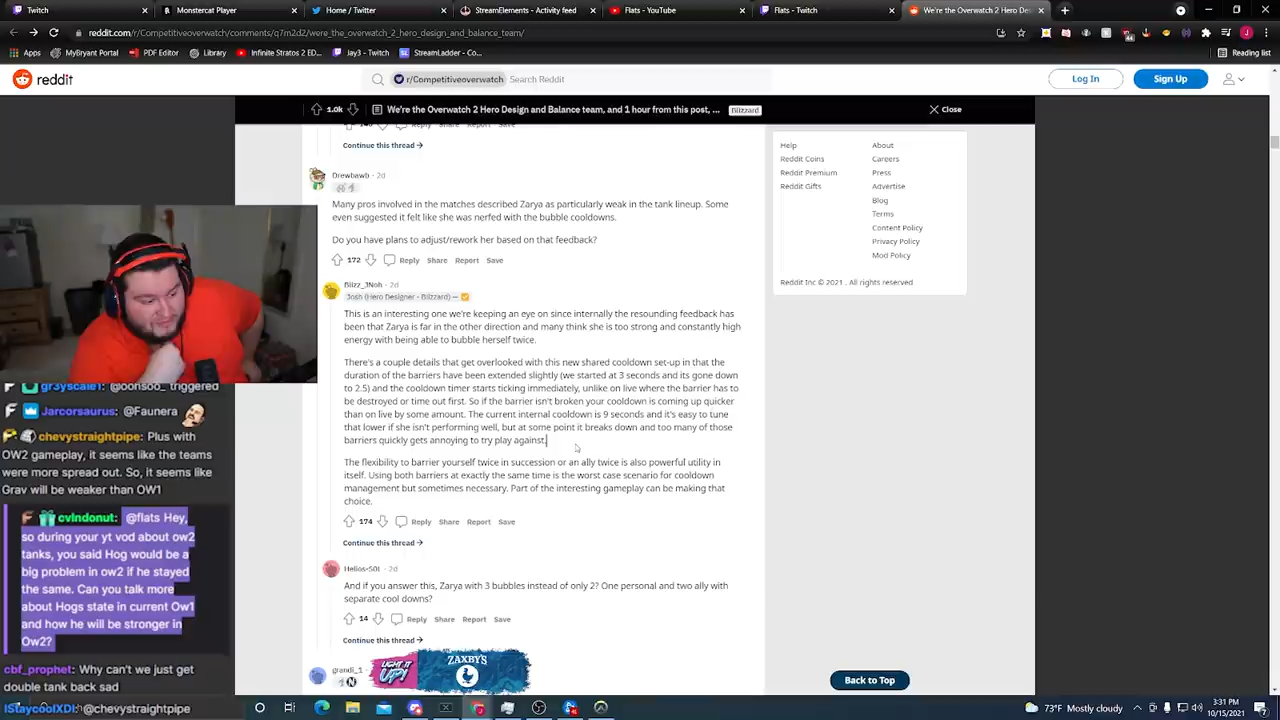 Twitch
Monstercat Play
Home / Twitter
StreamElements - Activity feed
Flats - YouTube
Flats - Twitch
We're the Overwatch 2 Hero Des
reddit.com/r/Competitiveoverwatch/comments/q7m2d2/were_the_overwatch_2_hero_design_and_balance_team/
Apps
MyBryant Portal
PDF Editor
Library
Infinite Stratos 2 E...
Jay3 - Twitch
StreamLadder - Co...
Reading list
reddit
r/Competitiveoverwatch
Search Reddit
Log In
Sign Up
1.0k
We're the Overwatch 2 Hero Design and Balance team, and 1 hour from this post, ...
Blizzard
Close
Reply Share Report Save
Continue this thread
Drewbawb · 2d
Many pros involved in the matches described Zarya as particularly weak in the tank lineup. Some
even suggested it felt like she was nerfed with the bubble cooldowns.
Do you have plans to adjust/rework her based on that feedback?
172 Reply Share Report Save
Blizz_JNoh · 2d
Josh (Hero Designer - Blizzard) —
This is an interesting one we're keeping an eye on since internally the resounding feedback has
been that Zarya is far in the other direction and many think she is too strong and constantly high
energy with being able to bubble herself twice.
There's a couple details that get overlooked with this new shared cooldown set-up in that the
duration of the barriers have been extended slightly (we started at 3 seconds and its gone down
to 2.5) and the cooldown timer starts ticking immediately, unlike on live where the barrier has to
be destroyed or time out first. So if the barrier isn't broken your cooldown is coming up quicker
than on live by some amount. The current internal cooldown is 9 seconds and it's easy to tune
that lower if she isn't performing well, but at some point it breaks down and too many of those
barriers quickly gets annoying to try play against.
The flexibility to barrier yourself twice in succession or an ally twice is also powerful utility in
itself. Using both barriers at exactly the same time is the worst case scenario for cooldown
management but sometimes necessary. Part of the interesting gameplay can be making that
choice.
174 Reply Share Report Save
Continue this thread
Helios-501 · 2d
And if you answer this, Zarya with 3 bubbles instead of only 2? One personal and two ally with
separate cool downs?
14 Reply Share Report Save
Continue this thread
grandi_1
LIGHT IT UP!
ZAXBY'S
Back to Top
Help
Reddit Coins
Reddit Premium
Reddit Gifts
About
Careers
Press
Advertise
Blog
Terms
Content Policy
Privacy Policy
Mod Policy
Reddit Inc © 2021 . All rights reserved
gr3yscale1: @bonsoo_ triggered
Jarcorsaurus: @Faunera
chevystraightpipe: Plus with
OW2 gameplay, it seems like the teams
were more spread out. So, it seems like
Grav will be weaker than OW1
cvlndonut: @flats Hey,
so during your yt vod about ow2
tanks, you said Hog would be a
big problem in ow2 if he stayed
the same. Can you talk more
about Hogs state in current Ow1
and how he will be stronger in
Ow2?
cbf_prophet: Why can't we just get
double tank back sad
ISlaycooIXDI: @chevystraightpipe
73°F Mostly sunny
3:31 PM
10/15/2021